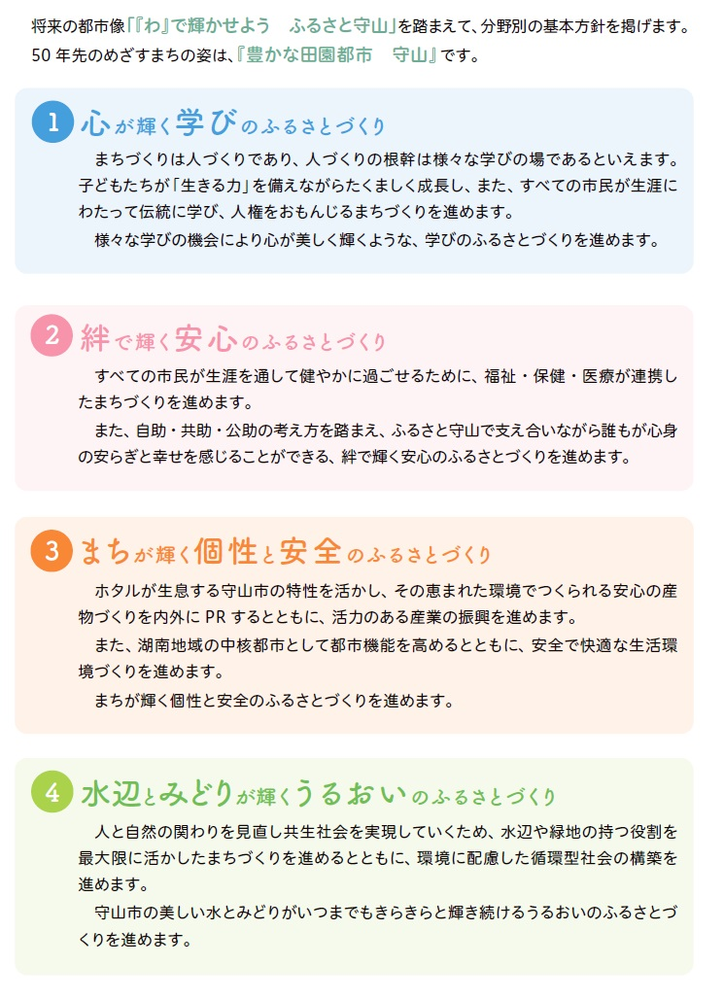 将来の都市像「『わ』で輝かせよう　ふるさと守山」を踏まえて、分野別の基本方針を掲げます。
50 年先のめざすまちの姿は、『豊かな田園都市　守山』です。
1 心が輝く学びのふるさとづくり
　まちづくりは人づくりであり、人づくりの根幹は様々な学びの場であるといえます。
子どもたちが「生きる力」を備えながらたくましく成長し、また、すべての市民が生涯に
わたって伝統に学び、人権をおもんじるまちづくりを進めます。
　様々な学びの機会により心が美しく輝くような、学びのふるさとづくりを進めます。
2 絆で輝く安心のふるさとづくり
　すべての市民が生涯を通して健やかに過ごせるために、福祉・保健・医療が連携し
たまちづくりを進めます。
　また、自助・共助・公助の考え方を踏まえ、ふるさと守山で支え合いながら誰もが心身
の安らぎと幸せを感じることができる、絆で輝く安心のふるさとづくりを進めます。
3 まちが輝く個性と安全のふるさとづくり
　ホタルが生息する守山市の特性を活かし、その恵まれた環境でつくられる安心の産
物づくりを内外に PR するとともに、活力のある産業の振興を進めます。
　また、湖南地域の中核都市として都市機能を高めるとともに、安全で快適な生活環
境づくりを進めます。
　まちが輝く個性と安全のふるさとづくりを進めます。
4 水辺とみどりが輝くうるおいのふるさとづくり
　人と自然の関わりを見直し共生社会を実現していくため、水辺や緑地の持つ役割を
最大限に活かしたまちづくりを進めるとともに、環境に配慮した循環型社会の構築を
進めます。
　守山市の美しい水とみどりがいつまでもきらきらと輝き続けるうるおいのふるさとづ
くりを進めます。